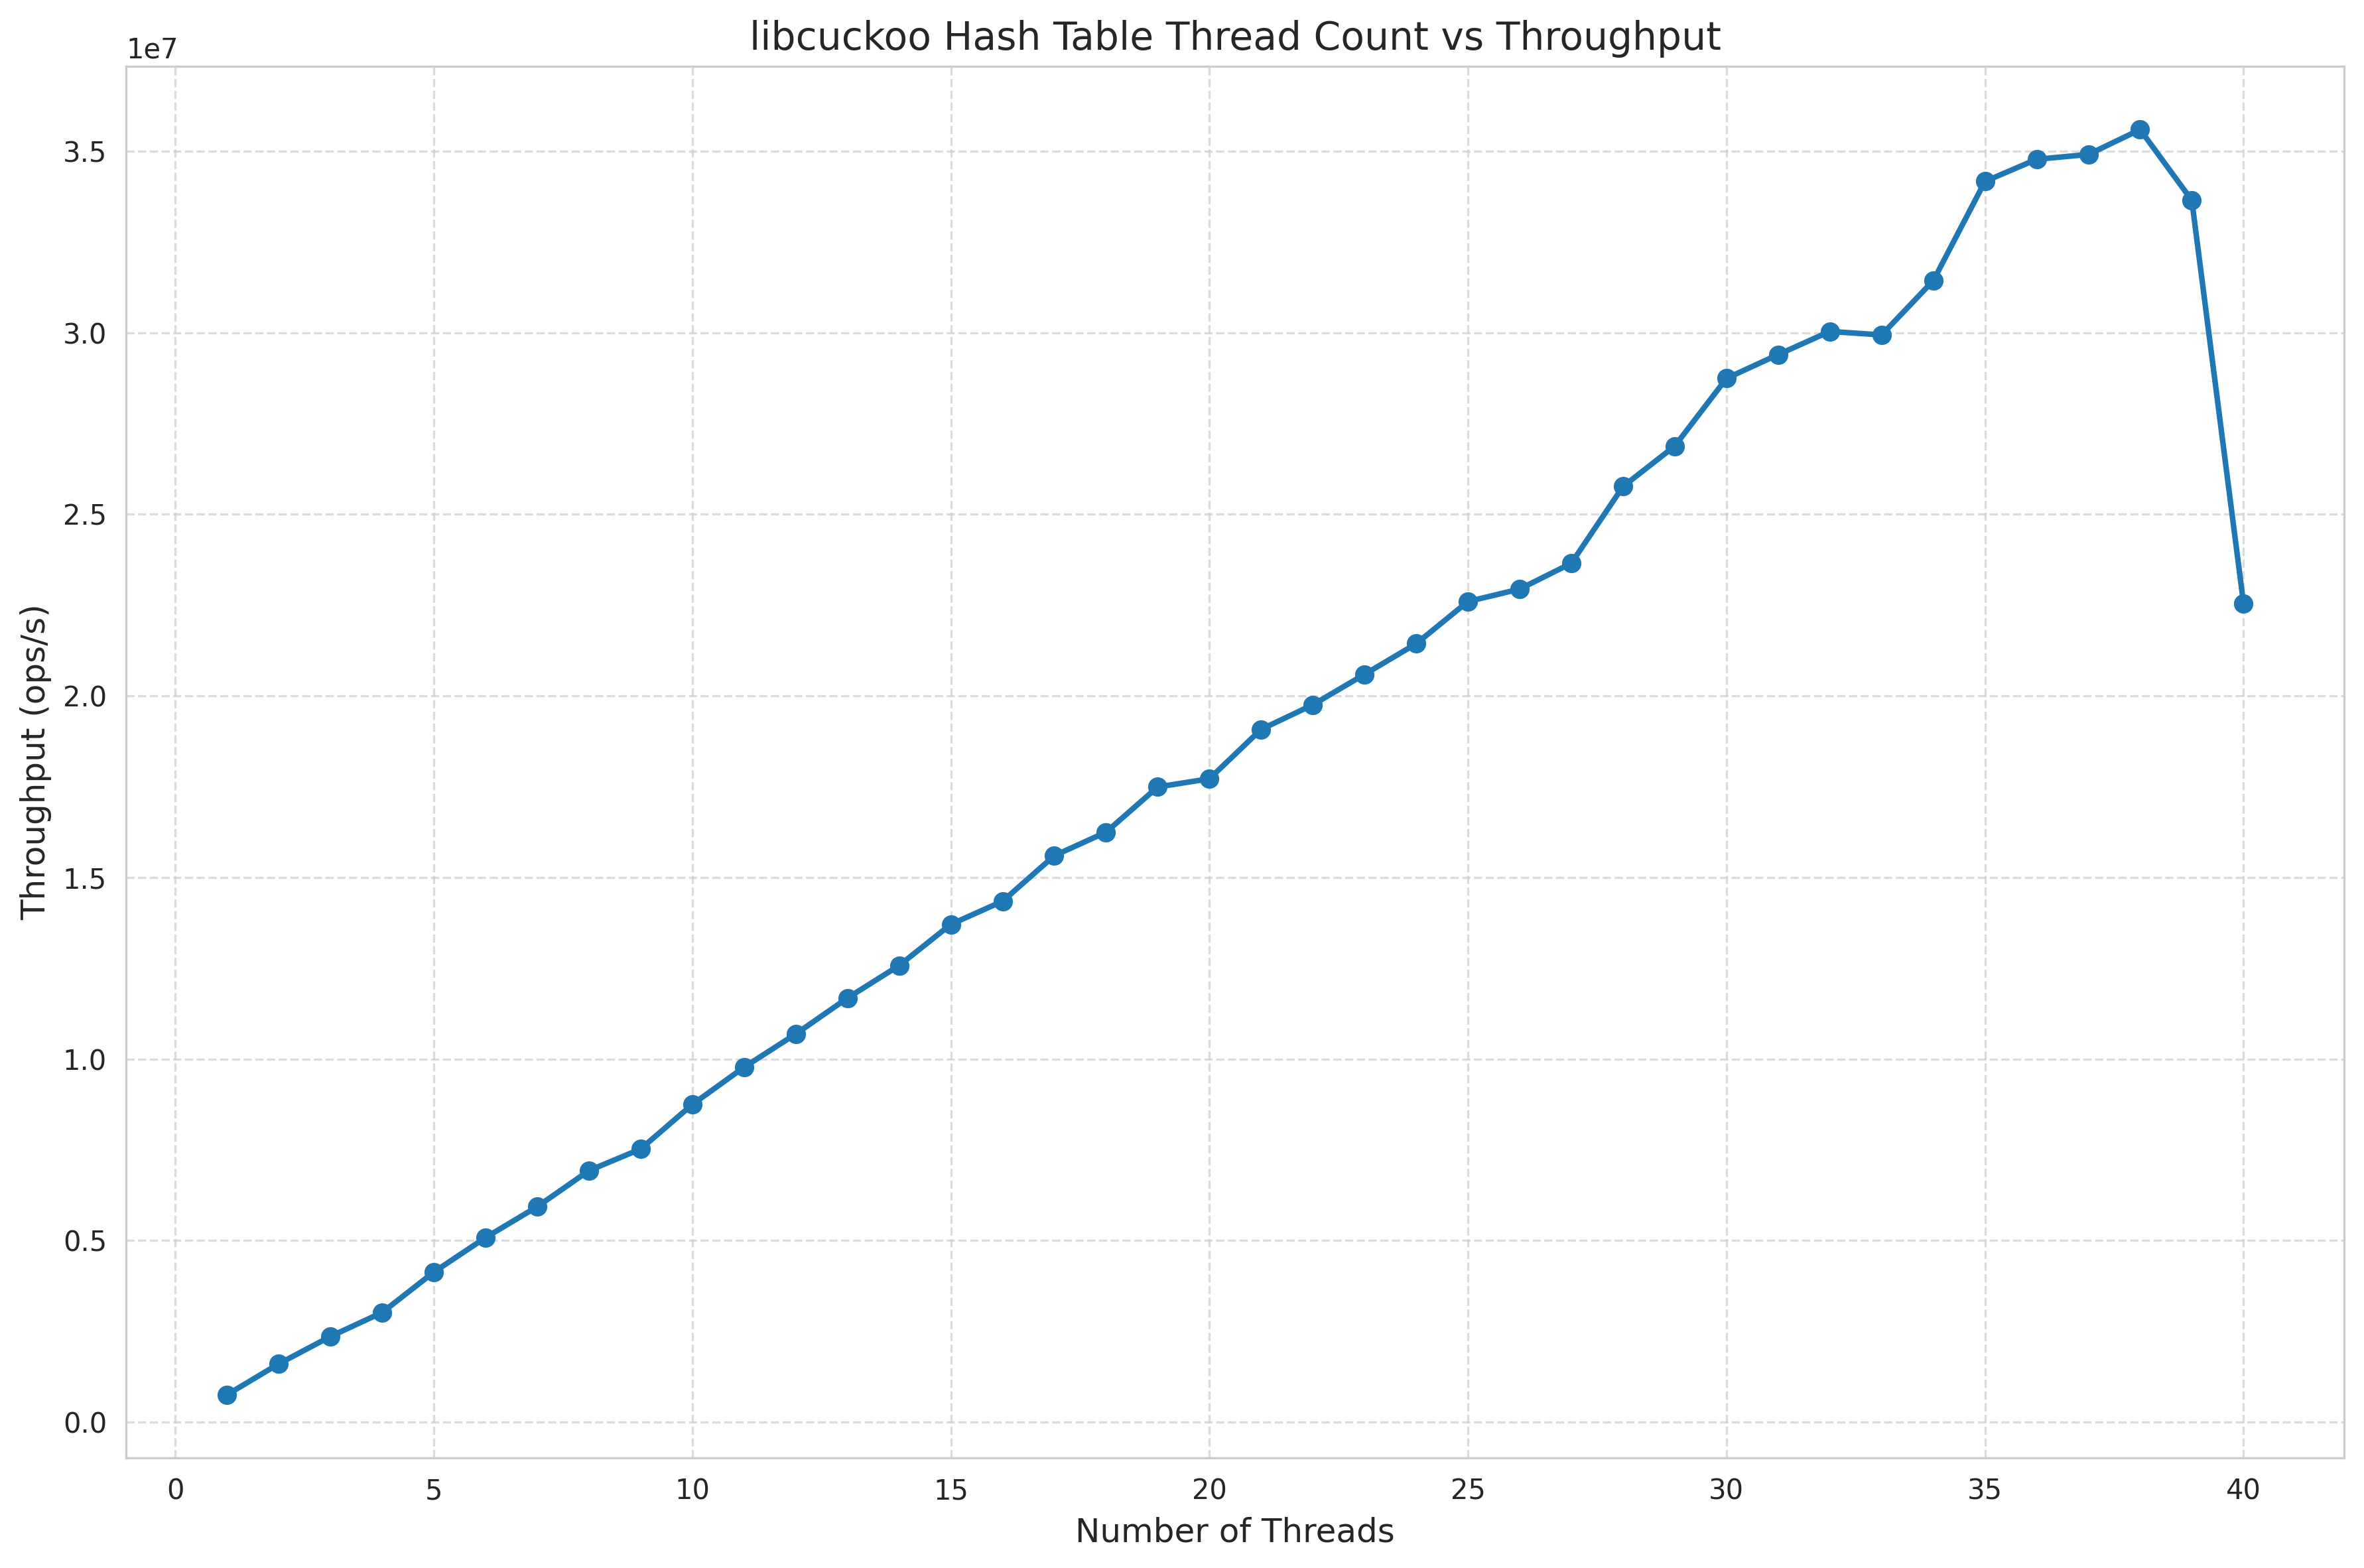 libcuckoo Hash Table Thread Count vs Throughput
1e7
3.5
3.0
2.5
2.0
1.5
1.0
0.5
0.0
Throughput (ops/s)
0 5 10 15 20 25 30 35 40
Number of Threads